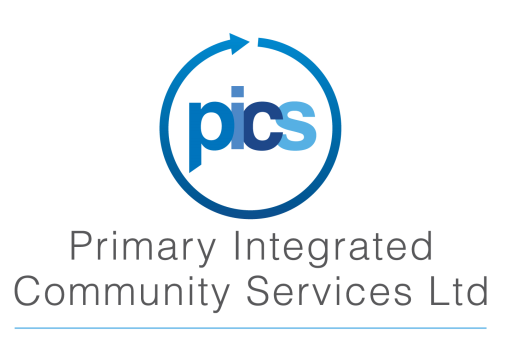 pics
Primary Integrated
Community Services Ltd